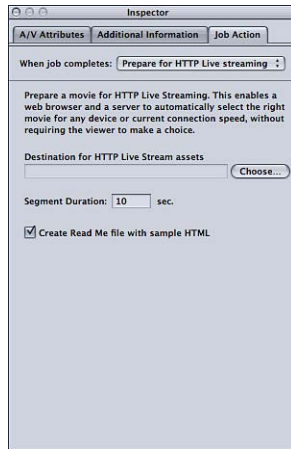 Inspector
A/V Attributes Additional Information Job Action
When job completes: Prepare for HTTP Live streaming
Prepare a movie for HTTP Live Streaming. This enables a
web browser and a server to automatically select the right
movie for any device or current connection speed, without
requiring the viewer to make a choice.
Destination for HTTP Live Stream assets
Choose...
Segment Duration: 10 sec.
Create Read Me file with sample HTML